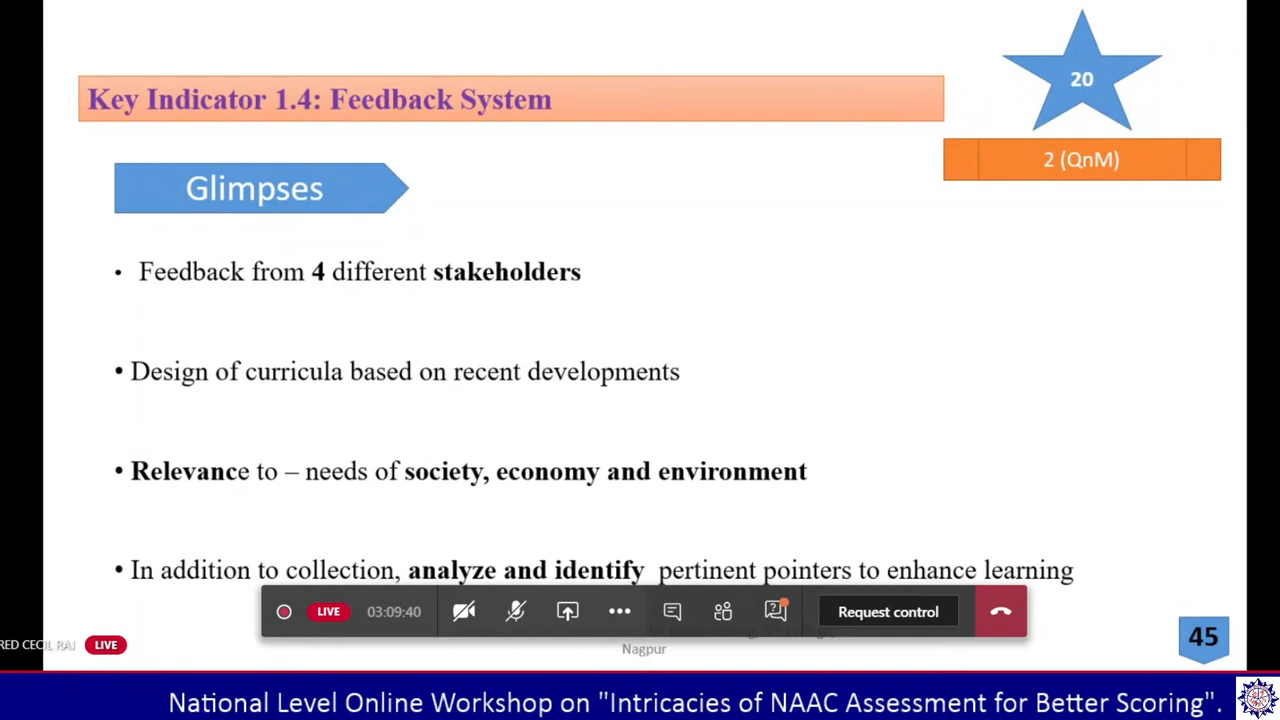 20
Key Indicator 1.4: Feedback System
2 (QnM)
Glimpses
• Feedback from 4 different stakeholders
• Design of curricula based on recent developments
• Relevance to – needs of society, economy and environment
• In addition to collection, analyze and identify pertinent pointers to enhance learning
LIVE 03:09:40 Request control
RED CECIL RAJ LIVE
Nagpur
45
National Level Online Workshop on "Intricacies of NAAC Assessment for Better Scoring".